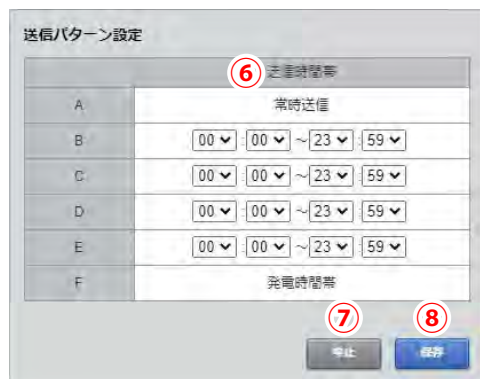 送信パターン設定
⑥ 送信時間帯
A 常時送信
B 00 : 00 ～ 23 : 59
C 00 : 00 ～ 23 : 59
D 00 : 00 ～ 23 : 59
E 00 : 00 ～ 23 : 59
F 発電時間帯
⑦ ⑧
中止 保存